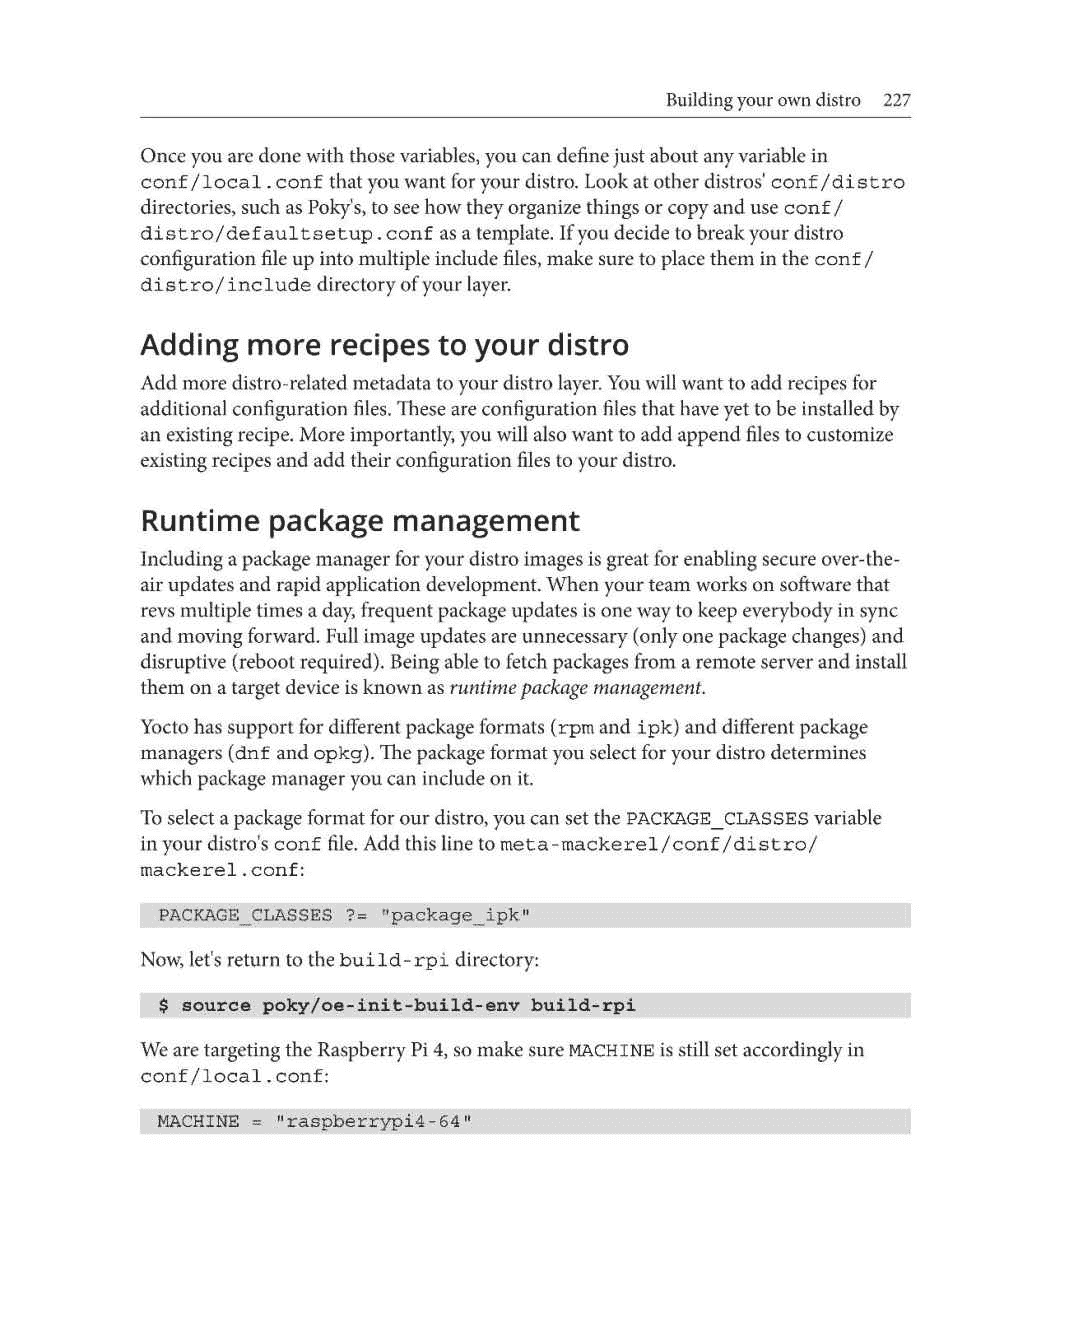 Building your own distro 227
Once you are done with those variables, you can define just about any variable in
conf/local.conf that you want for your distro. Look at other distros' conf/distro
directories, such as Poky's, to see how they organize things or copy and use conf/
distro/defaultsetup.conf as a template. If you decide to break your distro
configuration file up into multiple include files, make sure to place them in the conf/
distro/include directory of your layer.
Adding more recipes to your distro
Add more distro-related metadata to your distro layer. You will want to add recipes for
additional configuration files. These are configuration files that have yet to be installed by
an existing recipe. More importantly, you will also want to add append files to customize
existing recipes and add their configuration files to your distro.
Runtime package management
Including a package manager for your distro images is great for enabling secure over-the-
air updates and rapid application development. When your team works on software that
revs multiple times a day, frequent package updates is one way to keep everybody in sync
and moving forward. Full image updates are unnecessary (only one package changes) and
disruptive (reboot required). Being able to fetch packages from a remote server and install
them on a target device is known as runtime package management.
Yocto has support for different package formats (rpm and ipk) and different package
managers (dnf and opkg). The package format you select for your distro determines
which package manager you can include on it.
To select a package format for our distro, you can set the PACKAGE_CLASSES variable
in your distro's conf file. Add this line to meta-mackerel/conf/distro/
mackerel.conf:
PACKAGE_CLASSES ?= "package_ipk"
Now, let's return to the build-rpi directory:
$ source poky/oe-init-build-env build-rpi
We are targeting the Raspberry Pi 4, so make sure MACHINE is still set accordingly in
conf/local.conf:
MACHINE = "raspberrypi4-64"